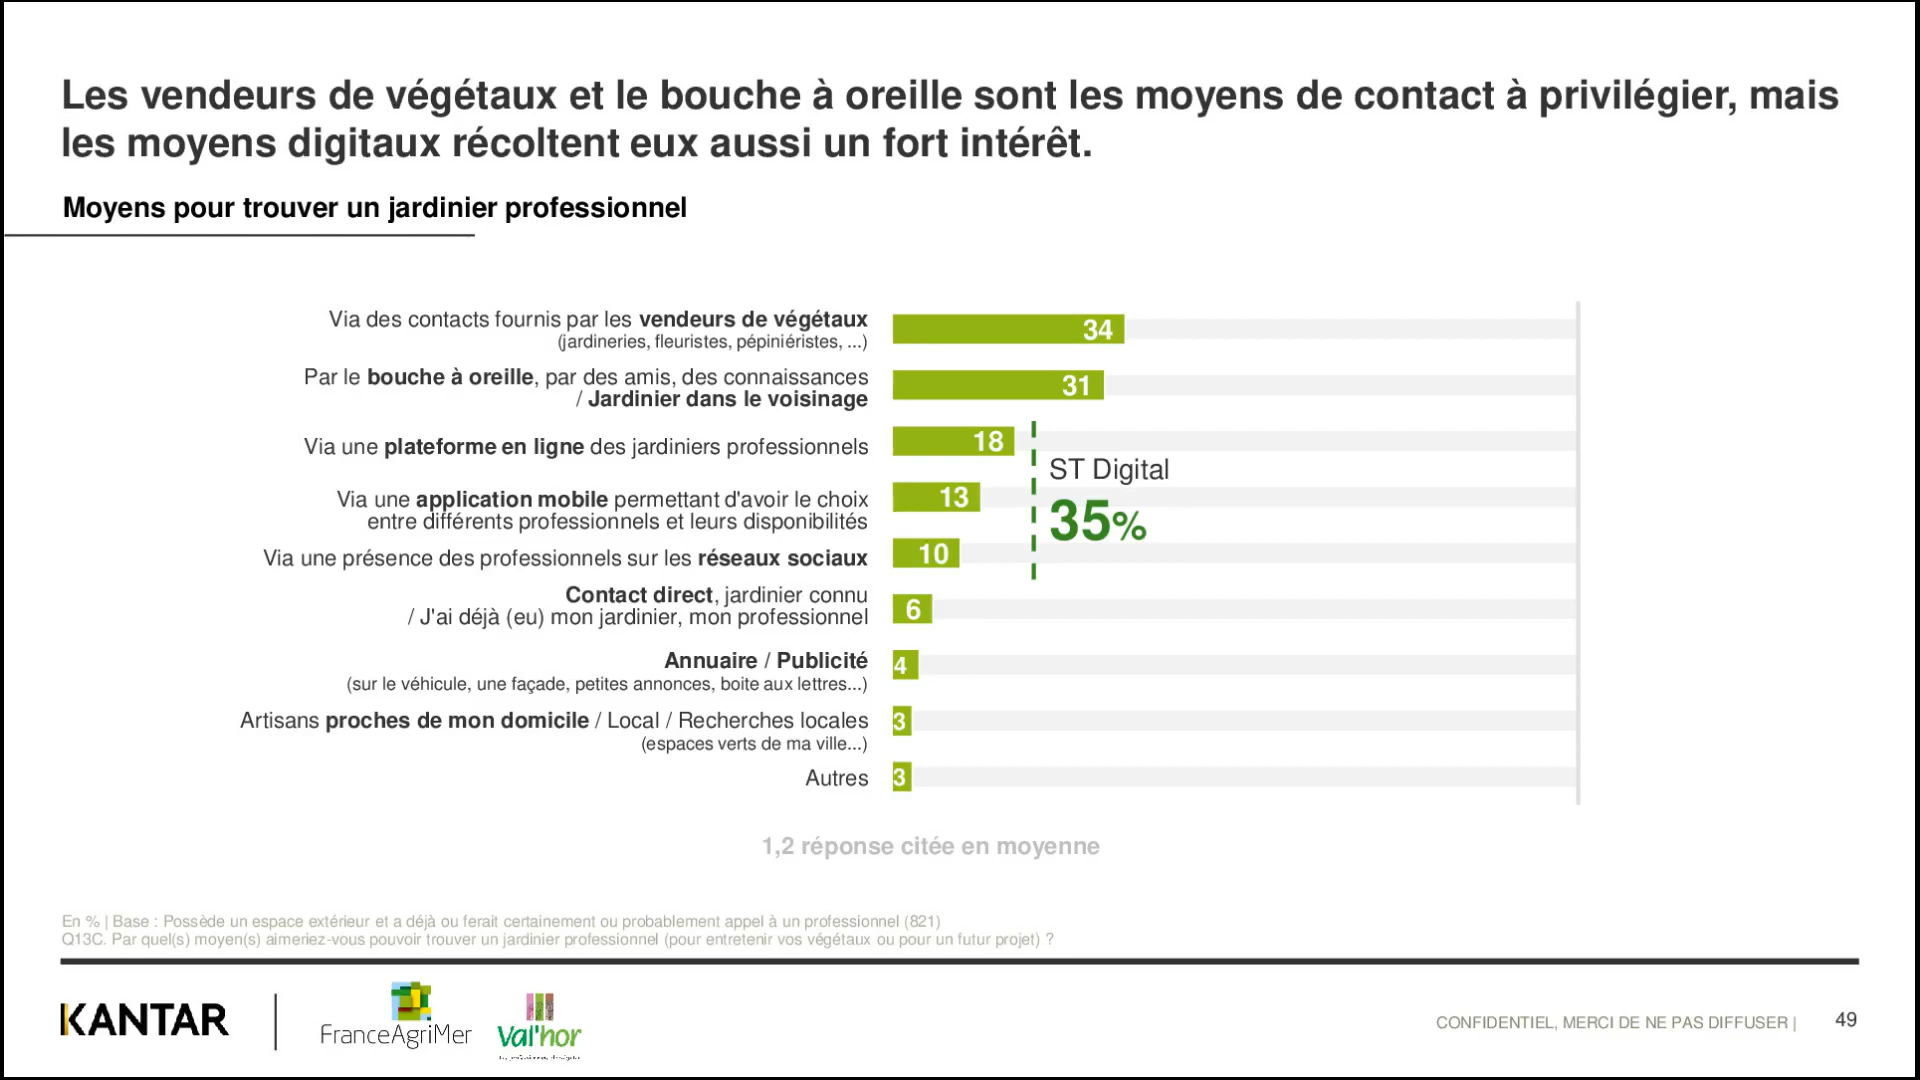 Les vendeurs de végétaux et le bouche à oreille sont les moyens de contact à privilégier, mais
les moyens digitaux récoltent eux aussi un fort intérêt.
Moyens pour trouver un jardinier professionnel
Via des contacts fournis par les vendeurs de végétaux
(jardineries, fleuristes, pépiniéristes, ...)
34
Par le bouche à oreille, par des amis, des connaissances
/ Jardinier dans le voisinage
31
Via une plateforme en ligne des jardiniers professionnels
18
ST Digital
35%
Via une application mobile permettant d'avoir le choix
entre différents professionnels et leurs disponibilités
13
Via une présence des professionnels sur les réseaux sociaux
10
Contact direct, jardinier connu
/ J'ai déjà (eu) mon jardinier, mon professionnel
6
Annuaire / Publicité
(sur le véhicule, une façade, petites annonces, boite aux lettres...)
4
Artisans proches de mon domicile / Local / Recherches locales
(espaces verts de ma ville...)
3
Autres
3
1,2 réponse citée en moyenne
En % | Base : Possède un espace extérieur et a déjà ou ferait certainement ou probablement appel à un professionnel (821)
Q13C. Par quel(s) moyen(s) aimeriez-vous pouvoir trouver un jardinier professionnel (pour entretenir vos végétaux ou pour un futur projet) ?
KANTAR
FranceAgriMer
Val'hor
CONFIDENTIEL, MERCI DE NE PAS DIFFUSER |
49